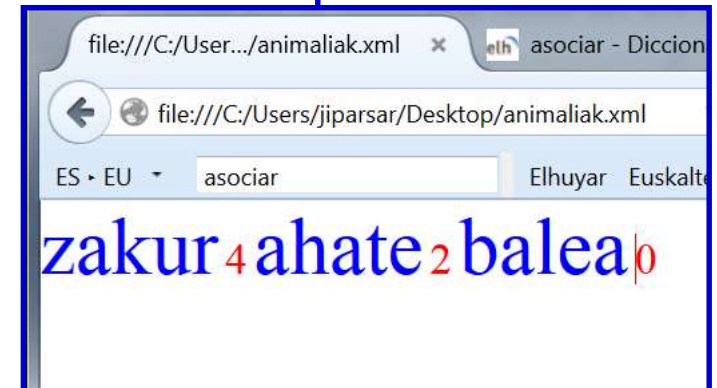 file:///C:/User.../animaliak.xml × elh asociar - Diccion
file:///C:/Users/jiparsar/Desktop/animaliak.xml
ES ▸ EU ▾ asociar Elhuyar Euskalte
zakur 4 ahate 2 balea 0